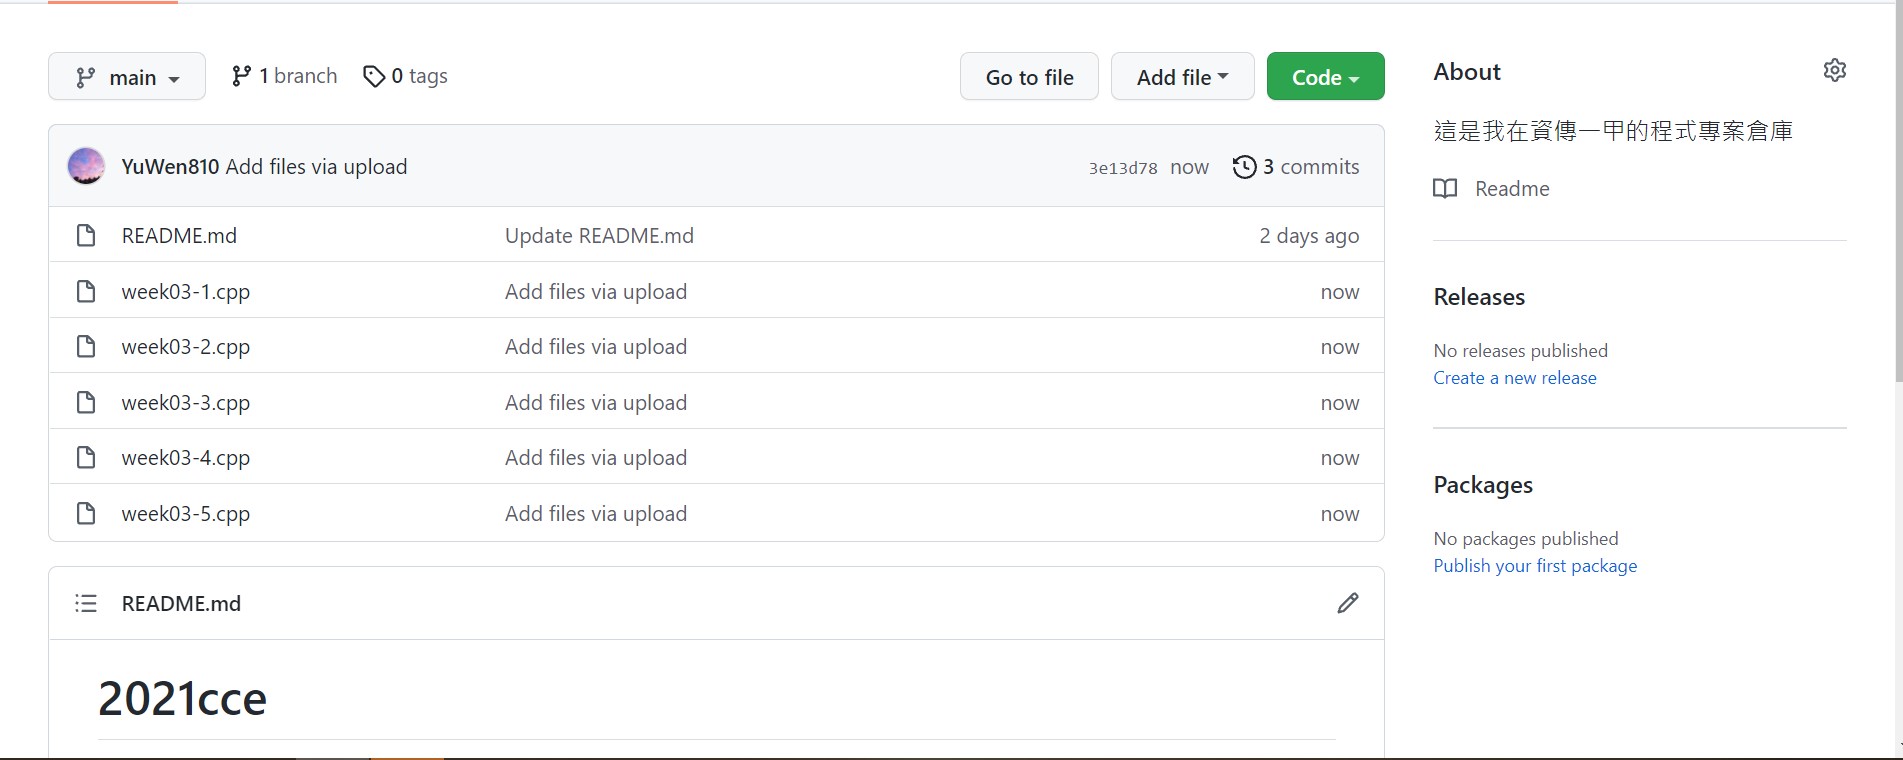 main 1 branch 0 tags Go to file Add file Code
YuWen810 Add files via upload 3e13d78 now 3 commits
README.md Update README.md 2 days ago
week03-1.cpp Add files via upload now
week03-2.cpp Add files via upload now
week03-3.cpp Add files via upload now
week03-4.cpp Add files via upload now
week03-5.cpp Add files via upload now
README.md
2021cce
About
這是我在資傳一甲的程式專案倉庫
Readme
Releases
No releases published
Create a new release
Packages
No packages published
Publish your first package